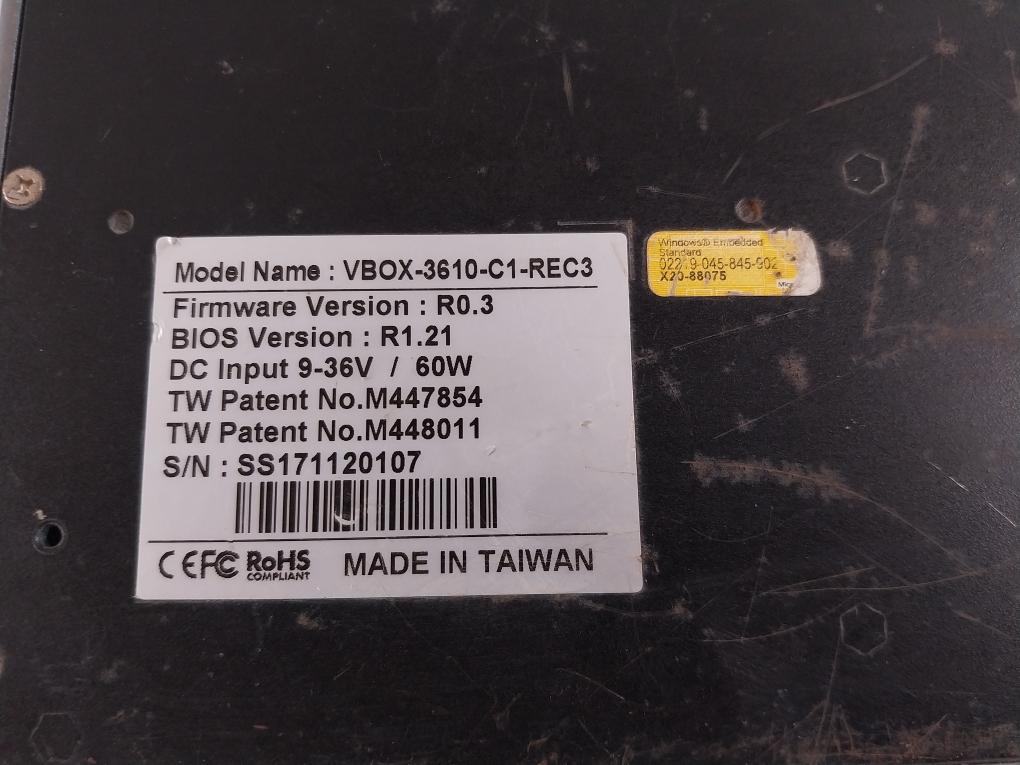 Model Name : VBOX-3610-C1-REC3
Firmware Version : R0.3
BIOS Version : R1.21
DC Input 9-36V / 60W
TW Patent No.M447854
TW Patent No.M448011
S/N : SS171120107
CE FC RoHS
COMPLIANT
MADE IN TAIWAN
Windows® Embedded
Standard
X20-88075